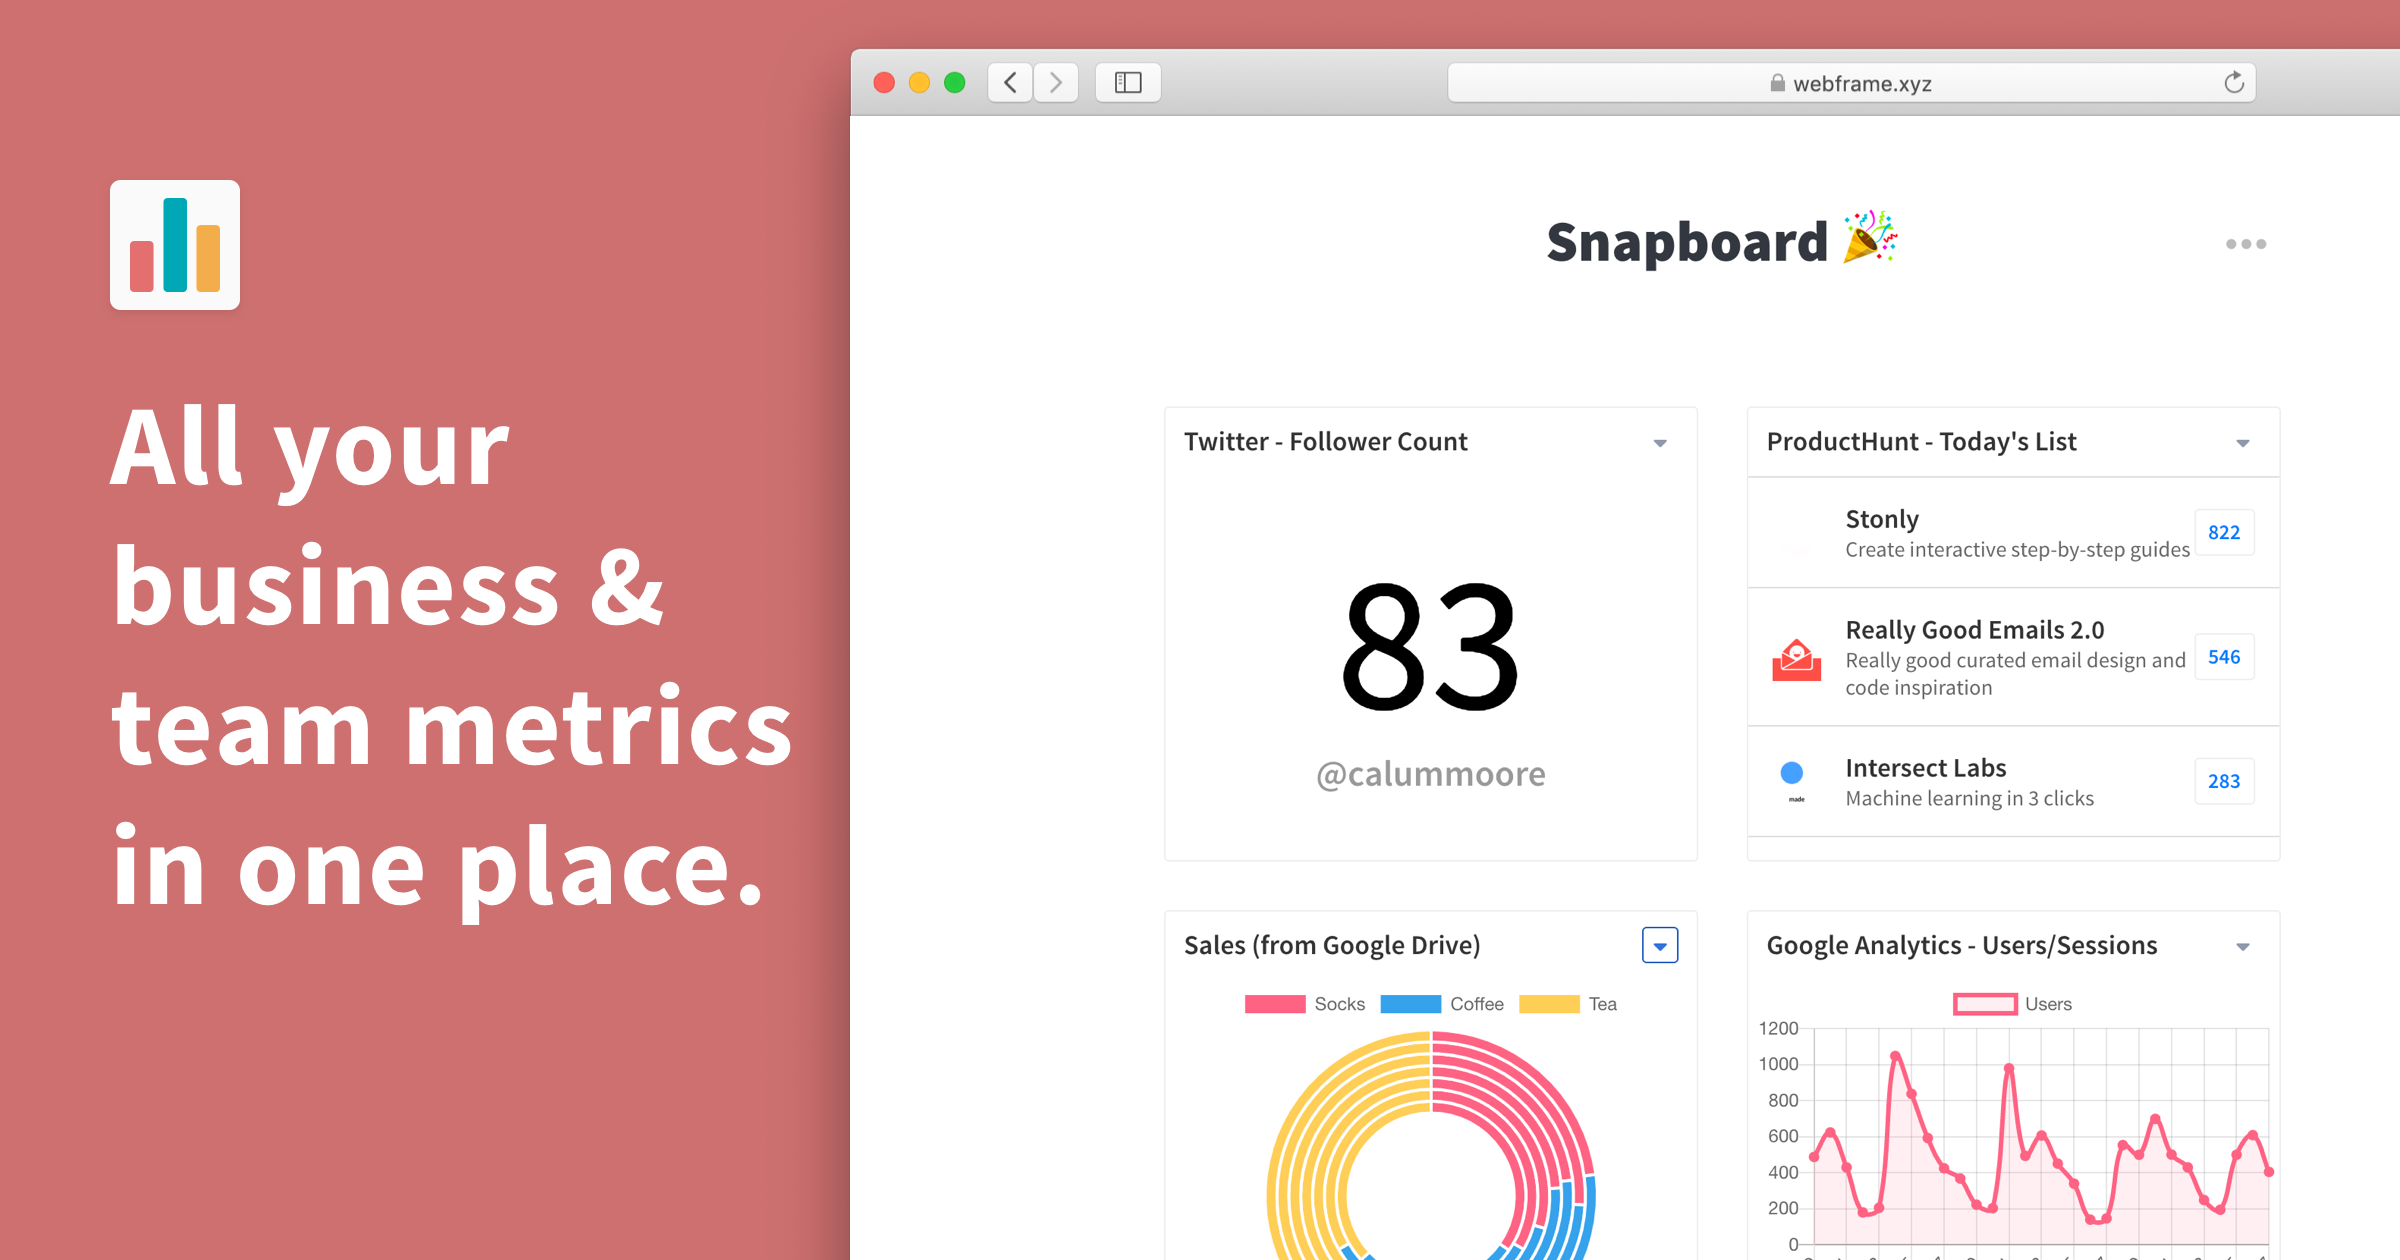 All your
business &
team metrics
in one place.
webframe.xyz
Snapboard 🎉
Twitter - Follower Count
83
@calummoore
ProductHunt - Today's List
Stonly
Create interactive step-by-step guides
822
Really Good Emails 2.0
Really good curated email design and
code inspiration
546
made
Intersect Labs
Machine learning in 3 clicks
283
Sales (from Google Drive)
Socks Coffee Tea
Google Analytics - Users/Sessions
Users
1200
1000
800
600
400
200
0